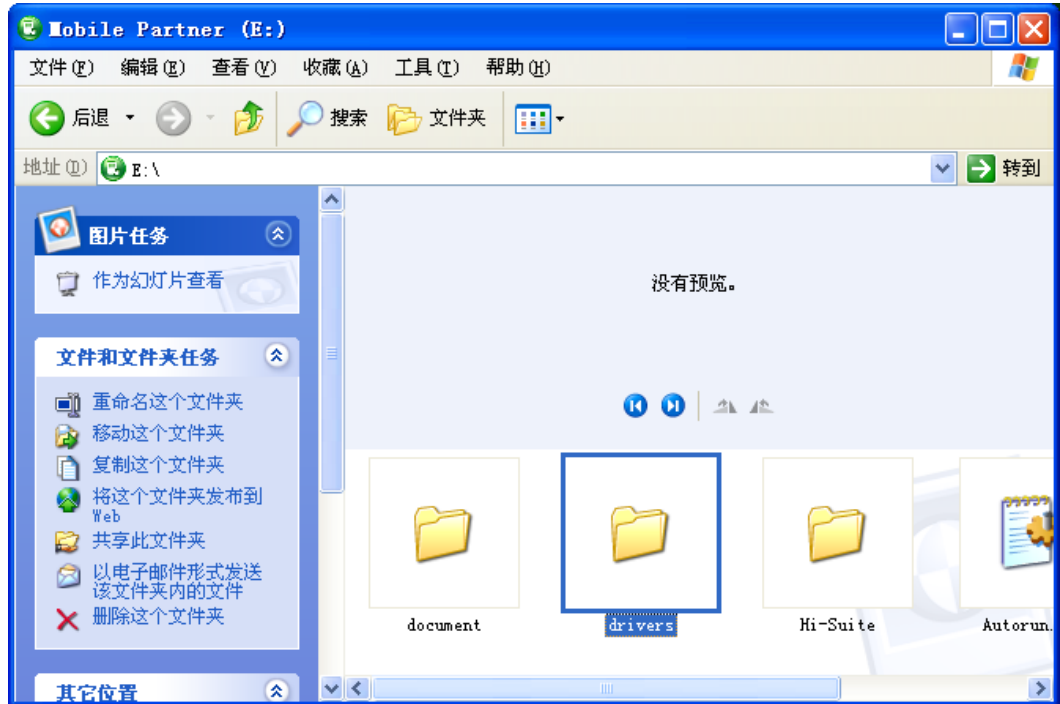 Mobile Partner (E:)
文件(F) 编辑(E) 查看(V) 收藏(A) 工具(T) 帮助(H)
后退 搜索 文件夹
地址(D) E:\ 转到
图片任务
作为幻灯片查看
文件和文件夹任务
重命名这个文件夹
移动这个文件夹
复制这个文件夹
将这个文件夹发布到
Web
共享此文件夹
以电子邮件形式发送
该文件夹内的文件
删除这个文件夹
其它位置
没有预览。
document drivers Hi-Suite Autorun.